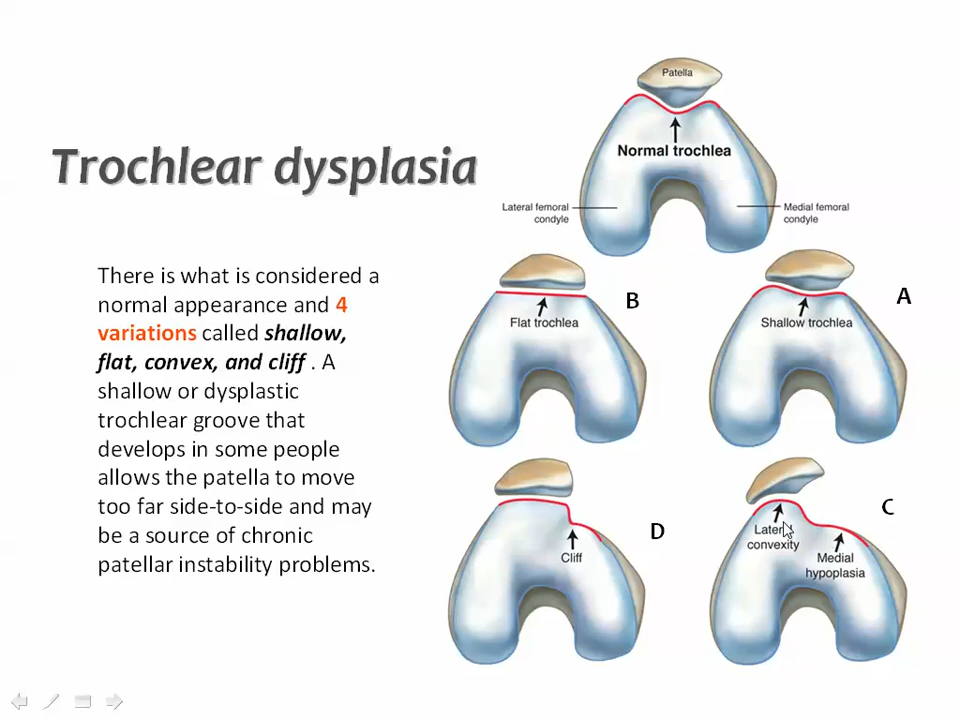 Trochlear dysplasia
There is what is considered a
normal appearance and 4
variations called shallow,
flat, convex, and cliff . A
shallow or dysplastic
trochlear groove that
develops in some people
allows the patella to move
too far side-to-side and may
be a source of chronic
patellar instability problems.
Patella
Normal trochlea
Lateral femoral
condyle
Medial femoral
condyle
B
Flat trochlea
A
Shallow trochlea
D
Cliff
C
Lateral
convexity
Medial
hypoplasia